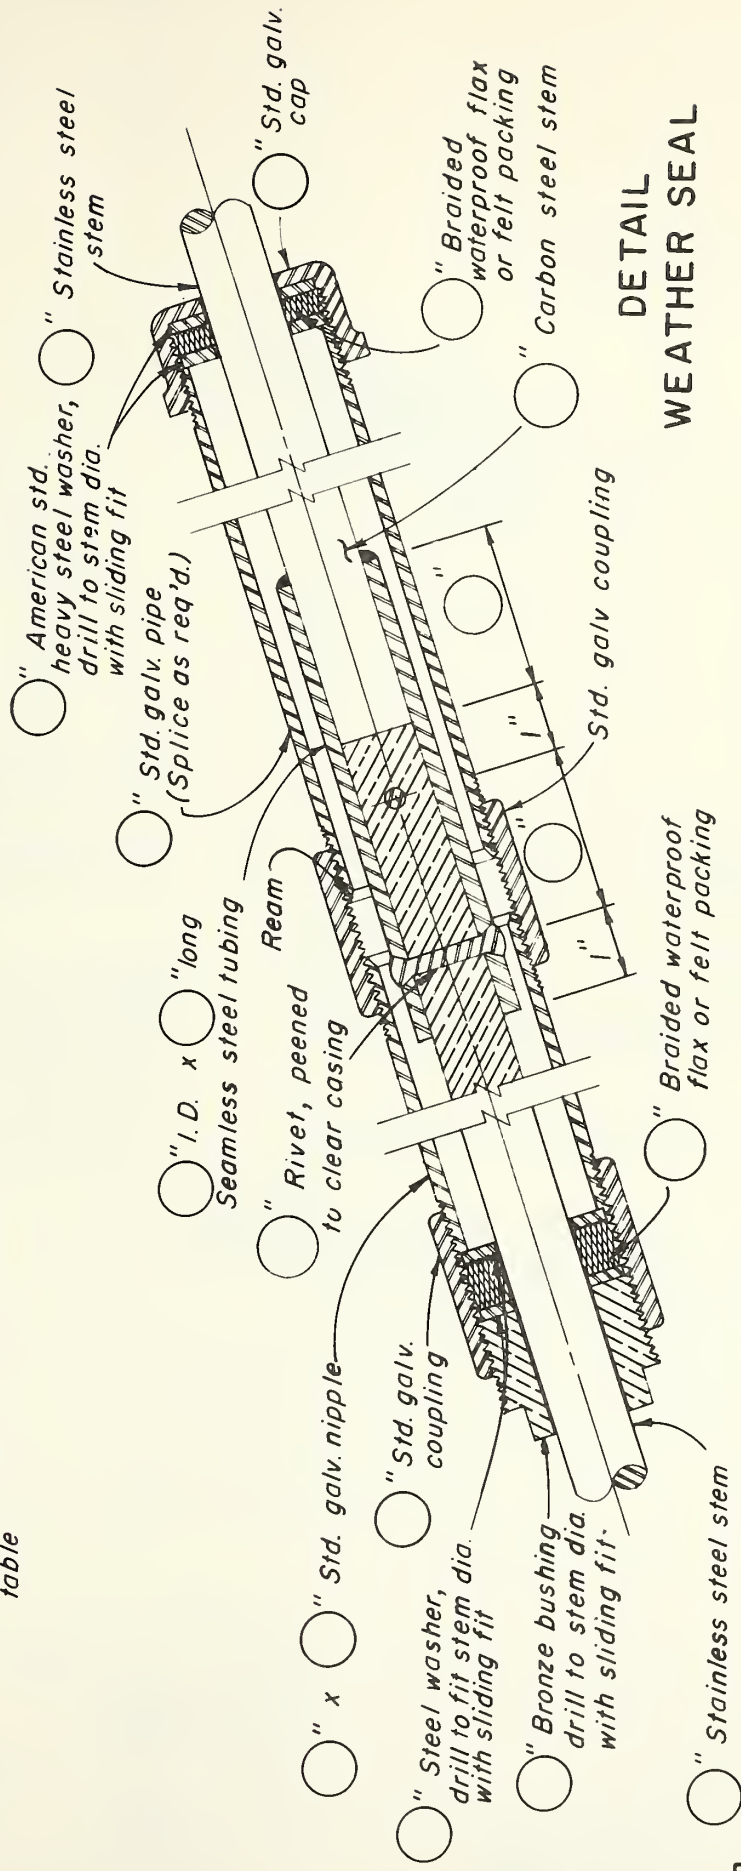 table
" American std.
heavy steel washer,
drill to stem dia.
with sliding fit
" Stainless steel
stem
" Std. galv.
cap
" Std. galv. pipe
(Splice as req'd.)
" I.D. x "long
Seamless steel tubing
Ream
" Rivet, peened
to clear casing
" x " Std. galv. nipple
" Std. galv.
coupling
" Steel washer,
drill to fit stem dia.
with sliding fit
" Bronze bushing
drill to stem dia.
with sliding fit
" Stainless steel stem
" Braided waterproof
flax or felt packing
1"
"
1"
"
Std. galv coupling
" Carbon steel stem
" Braided
waterproof flax
or felt packing
DETAIL
WEATHER SEAL